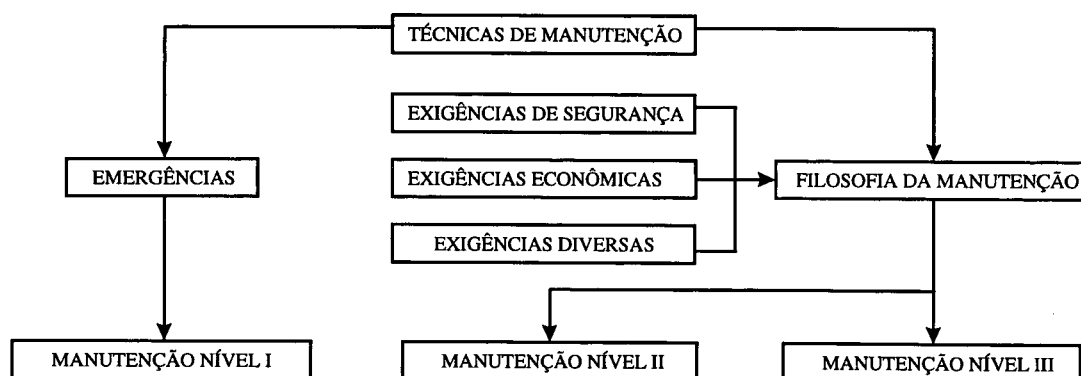 TÉCNICAS DE MANUTENÇÃO
EXIGÊNCIAS DE SEGURANÇA
EMERGÊNCIAS
EXIGÊNCIAS ECONÔMICAS
FILOSOFIA DA MANUTENÇÃO
EXIGÊNCIAS DIVERSAS
MANUTENÇÃO NÍVEL I
MANUTENÇÃO NÍVEL II
MANUTENÇÃO NÍVEL III